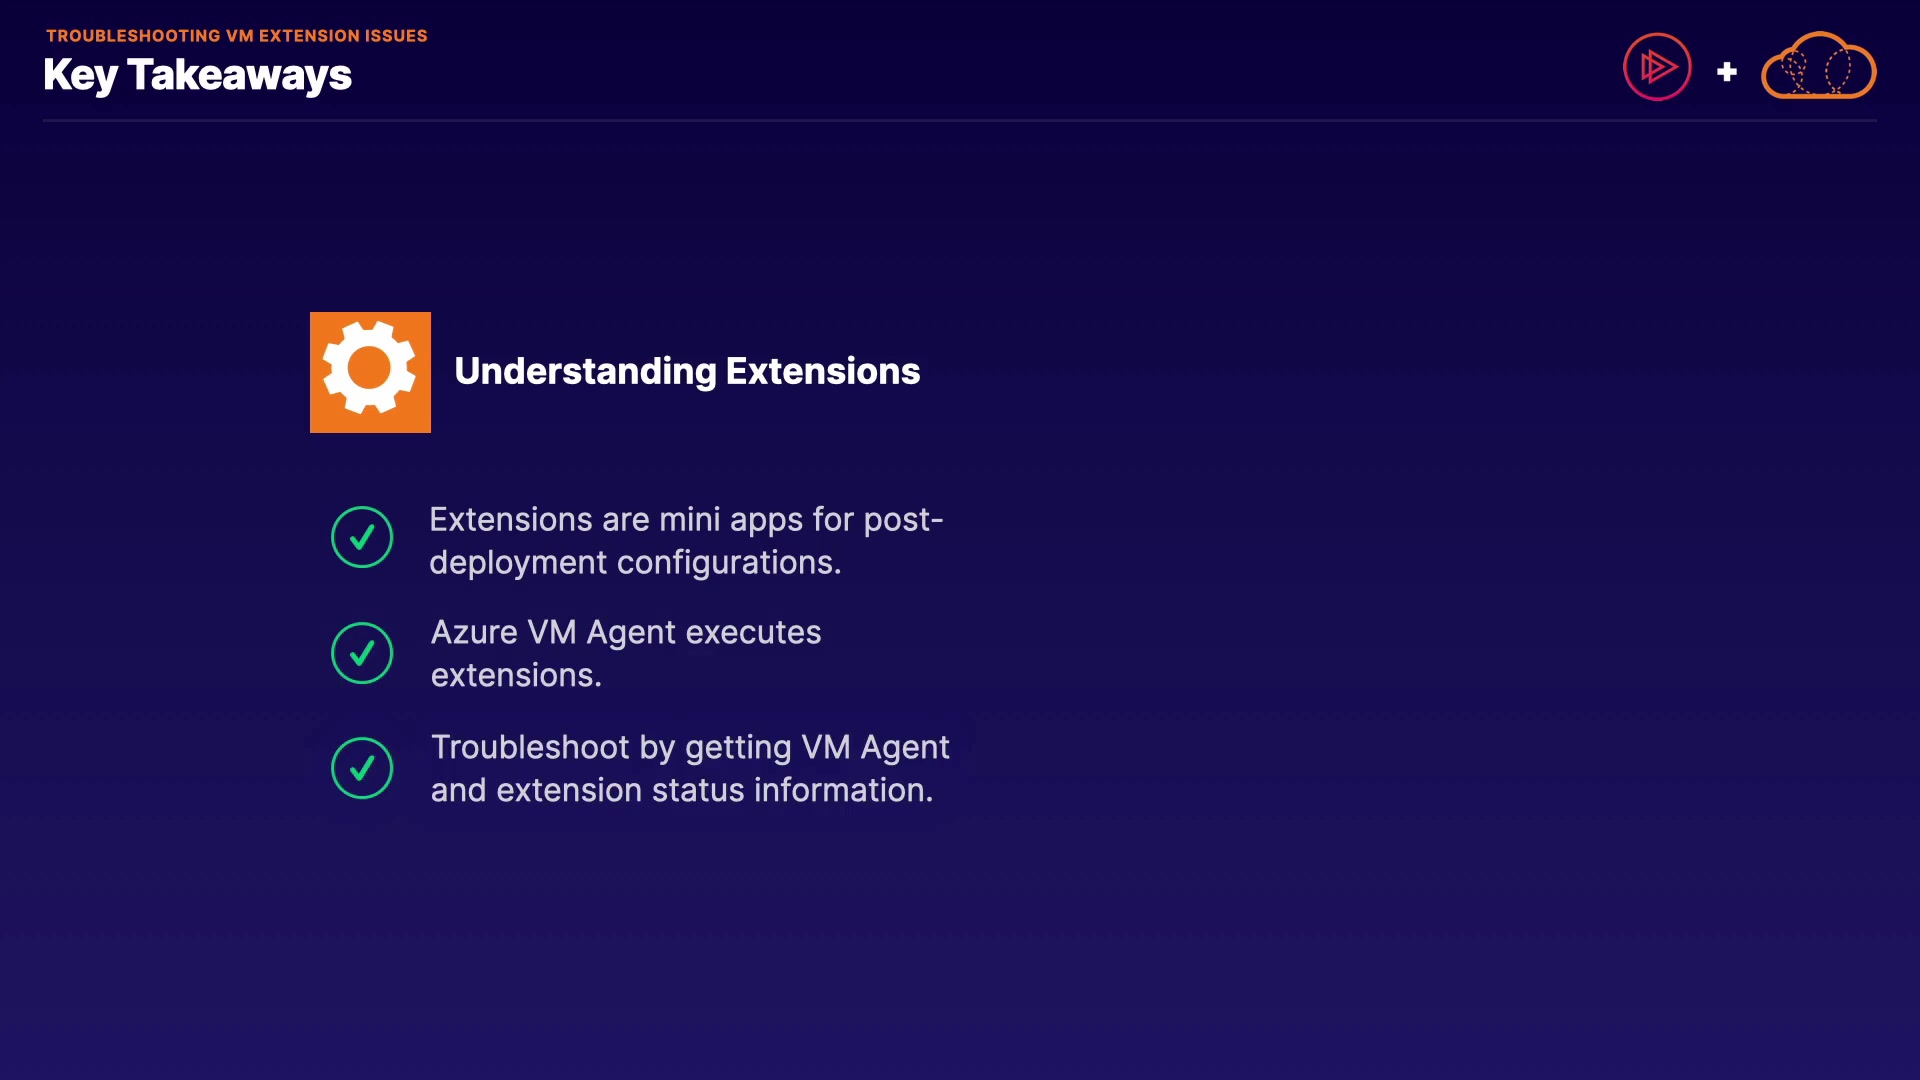 TROUBLESHOOTING VM EXTENSION ISSUES
Key Takeaways
Understanding Extensions
Extensions are mini apps for post-
deployment configurations.
Azure VM Agent executes
extensions.
Troubleshoot by getting VM Agent
and extension status information.